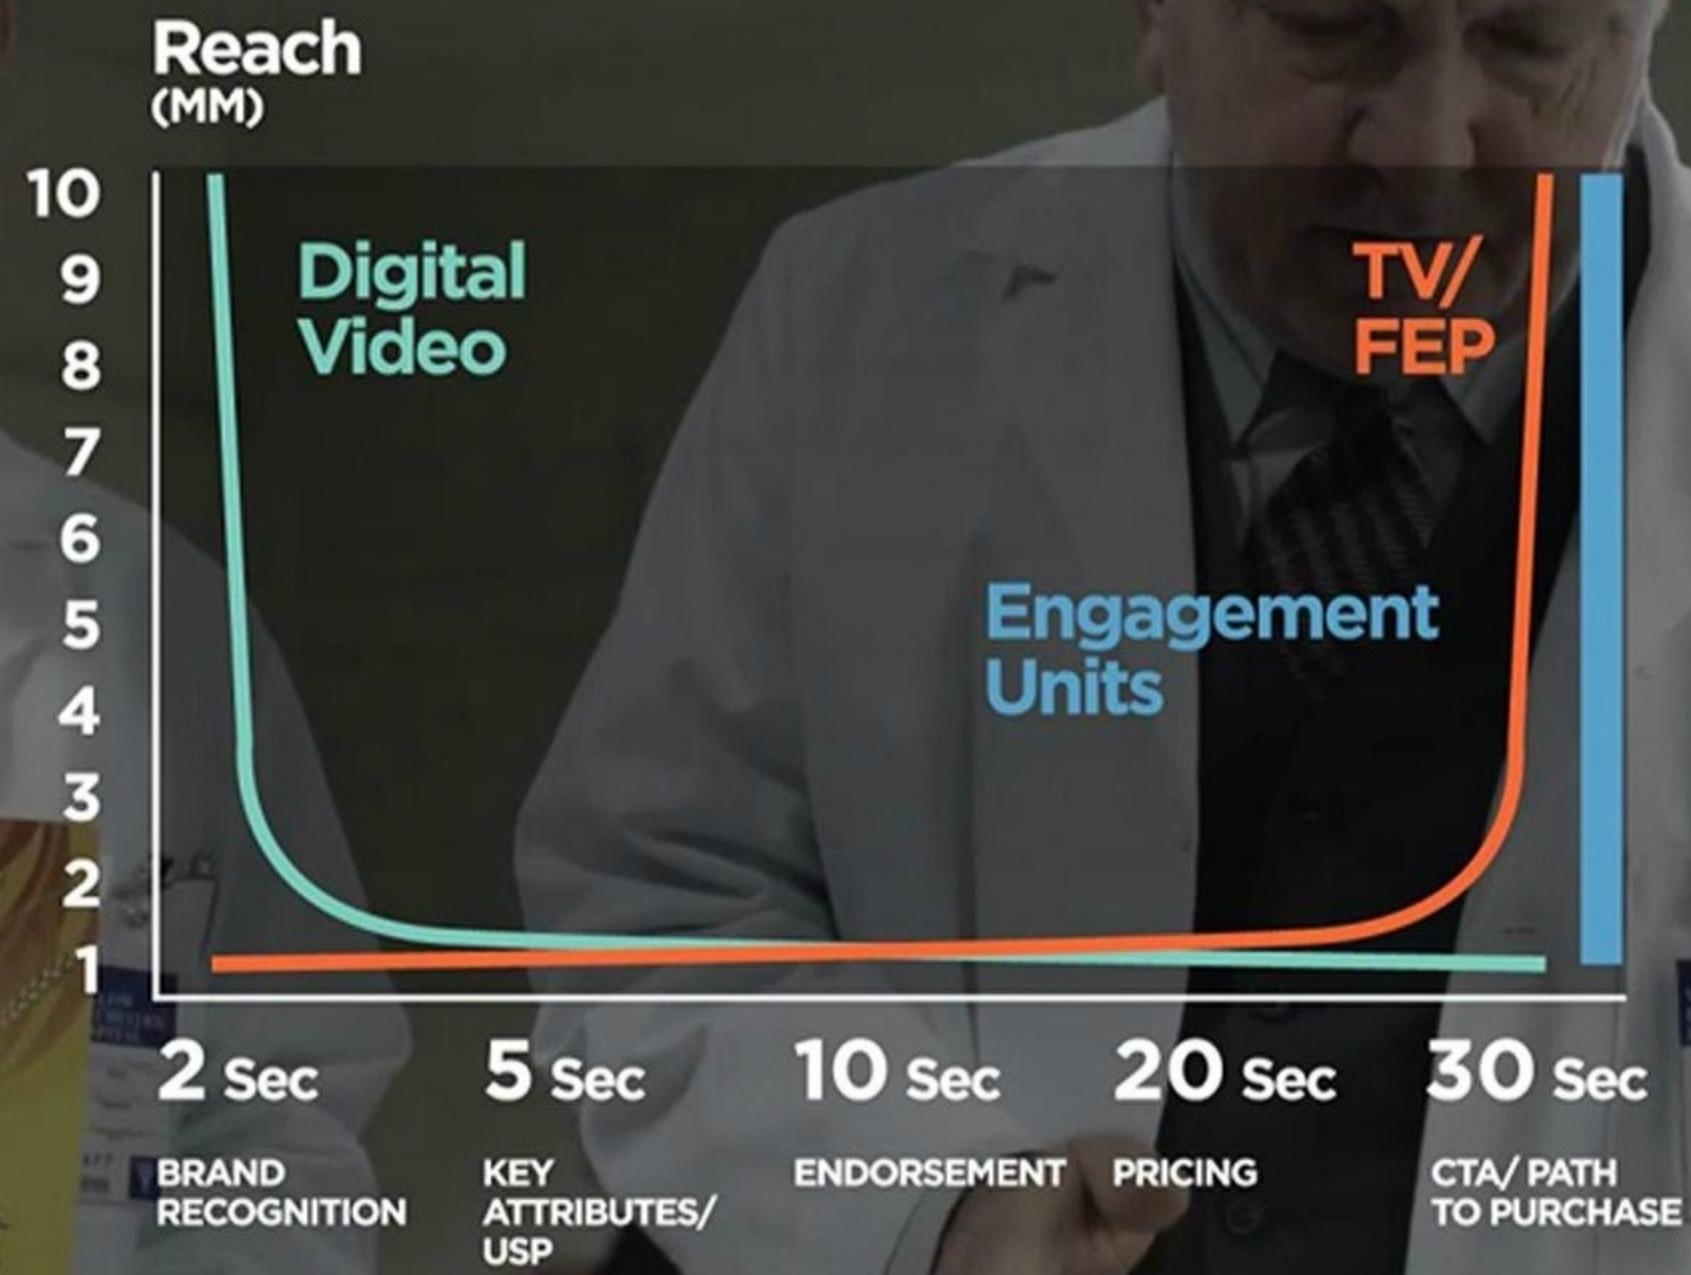 Reach
(MM)
10
9
8
7
6
5
4
3
2
1
Digital
Video
TV/
FEP
Engagement
Units
2 Sec
5 Sec
10 Sec
20 Sec
30 Sec
BRAND
RECOGNITION
KEY
ATTRIBUTES/
USP
ENDORSEMENT
PRICING
CTA/ PATH
TO PURCHASE